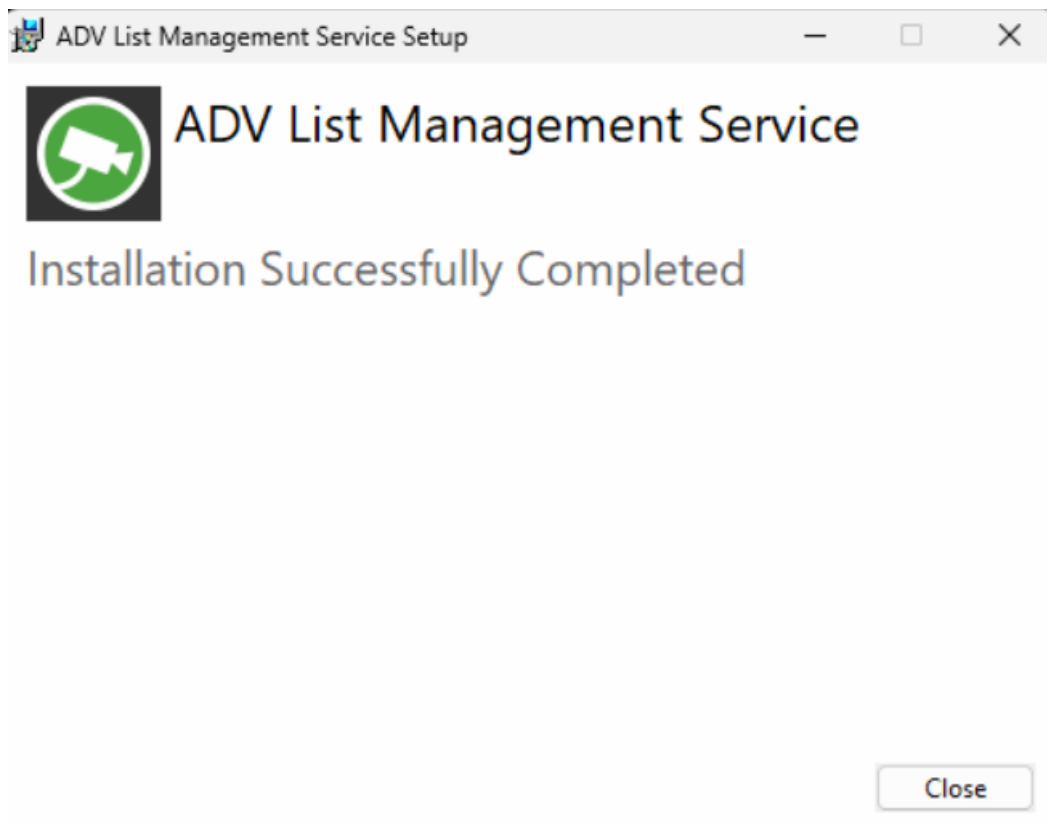 ADV List Management Service Setup
ADV List Management Service
Installation Successfully Completed
Close